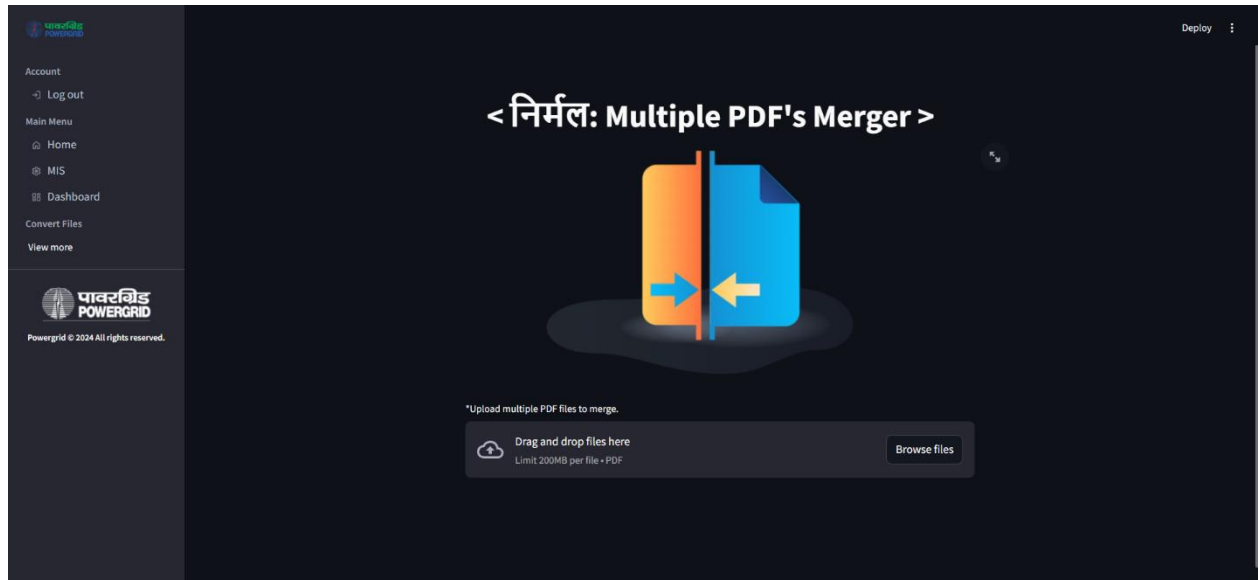 पावरग्रिड
POWERGRID
Account
Log out
Main Menu
Home
MIS
Dashboard
Convert Files
View more
पावरग्रिड
POWERGRID
Powergrid © 2024 All rights reserved.
Deploy
< निर्मल: Multiple PDF's Merger >
*Upload multiple PDF files to merge.
Drag and drop files here
Limit 200MB per file • PDF
Browse files